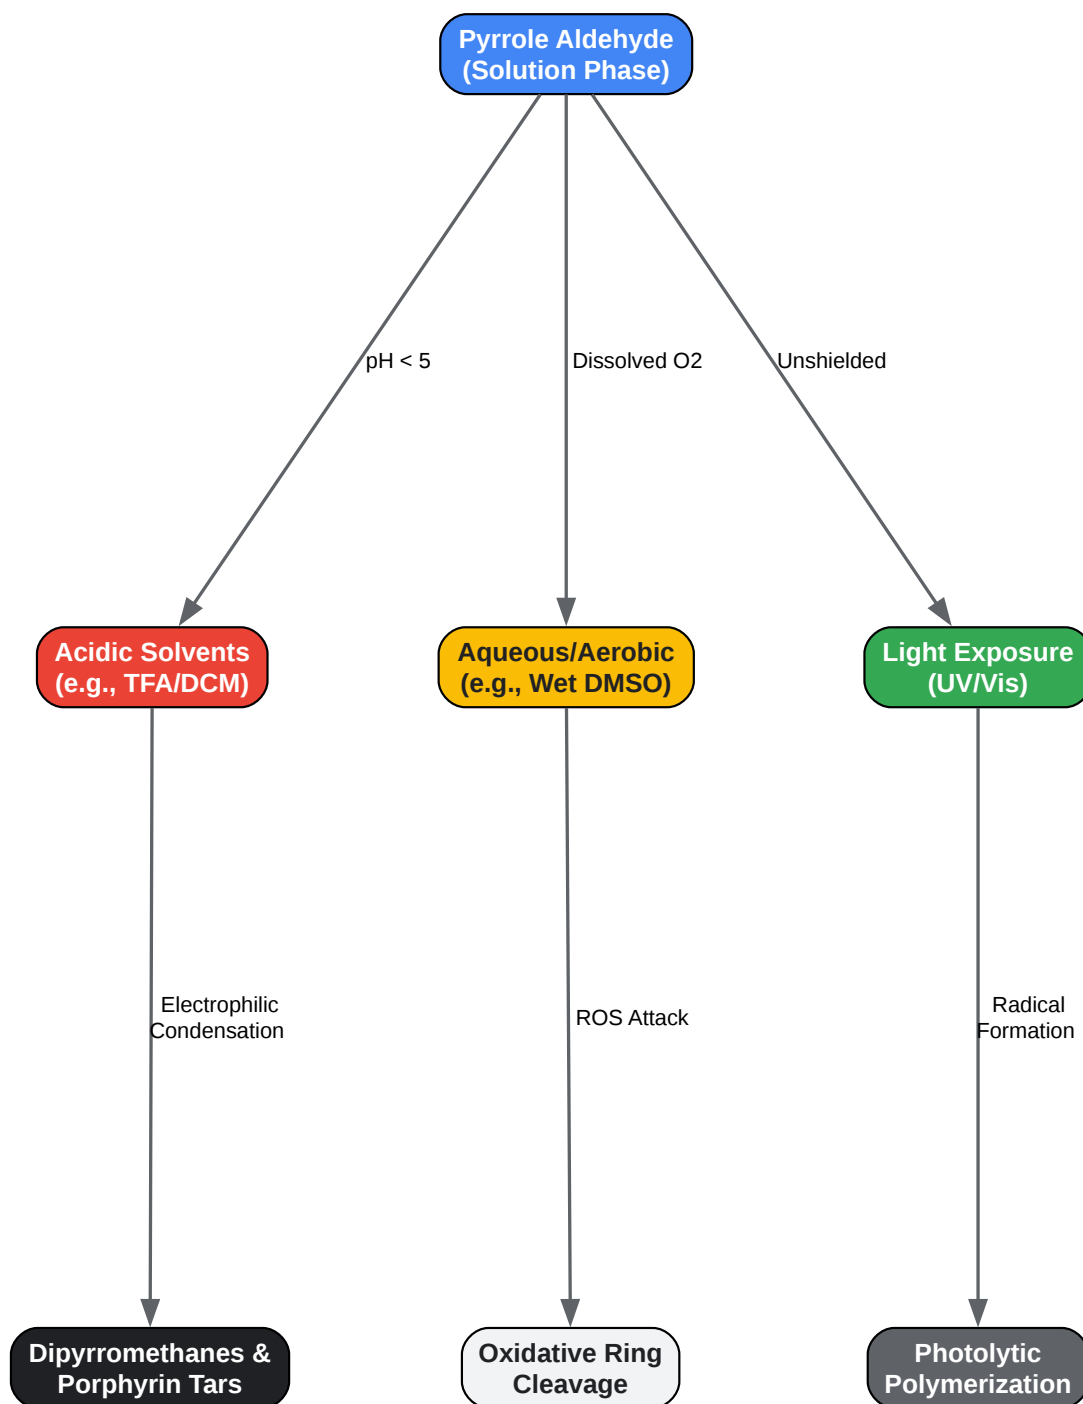 Pyrrole Aldehyde
(Solution Phase)
pH < 5
Dissolved O2
Unshielded
Acidic Solvents
(e.g., TFA/DCM)
Aqueous/Aerobic
(e.g., Wet DMSO)
Light Exposure
(UV/Vis)
Electrophilic
Condensation
ROS Attack
Radical
Formation
Dipyrromethanes &
Porphyrin Tars
Oxidative Ring
Cleavage
Photolytic
Polymerization